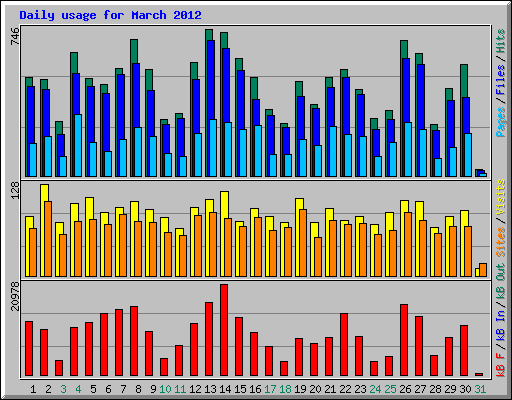 Daily usage for March 2012
746
Pages / Files / Hits
128
Sites / Visits
20978
kB F / kB In / kB Out
1 2 3 4 5 6 7 8 9 10 11 12 13 14 15 16 17 18 19 20 21 22 23 24 25 26 27 28 29 30 31